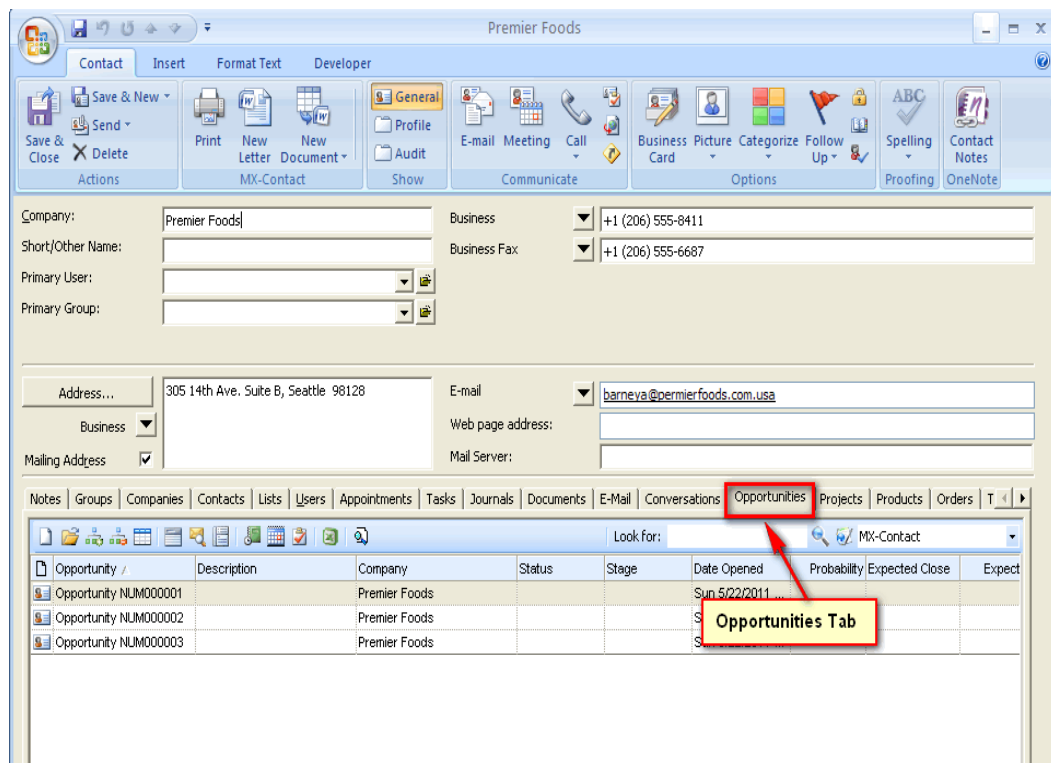 Premier Foods
Contact Insert Format Text Developer
Save & Close
Save & New
Send
Delete
Actions
Print
New Letter
New Document
MX-Contact
General
Profile
Audit
Show
E-mail
Meeting
Call
Communicate
Business Card
Picture
Categorize
Follow Up
Options
ABC
Spelling
Proofing
Contact Notes
OneNote
Company: Premier Foods Business +1 (206) 555-8411
Short/Other Name: Business Fax +1 (206) 555-6687
Primary User:
Primary Group:
Address... 305 14th Ave. Suite B, Seattle 98128 E-mail barneya@permierfoods.com.usa
Business Web page address:
Mailing Address Mail Server:
Notes Groups Companies Contacts Lists Users Appointments Tasks Journals Documents E-Mail Conversations Opportunities Projects Products Orders T
Look for: MX-Contact
Opportunity Description Company Status Stage Date Opened Probability Expected Close Expect
Opportunity NUM000001 Premier Foods Sun 5/22/2011 ...
Opportunity NUM000002 Premier Foods
Opportunity NUM000003 Premier Foods
Opportunities Tab